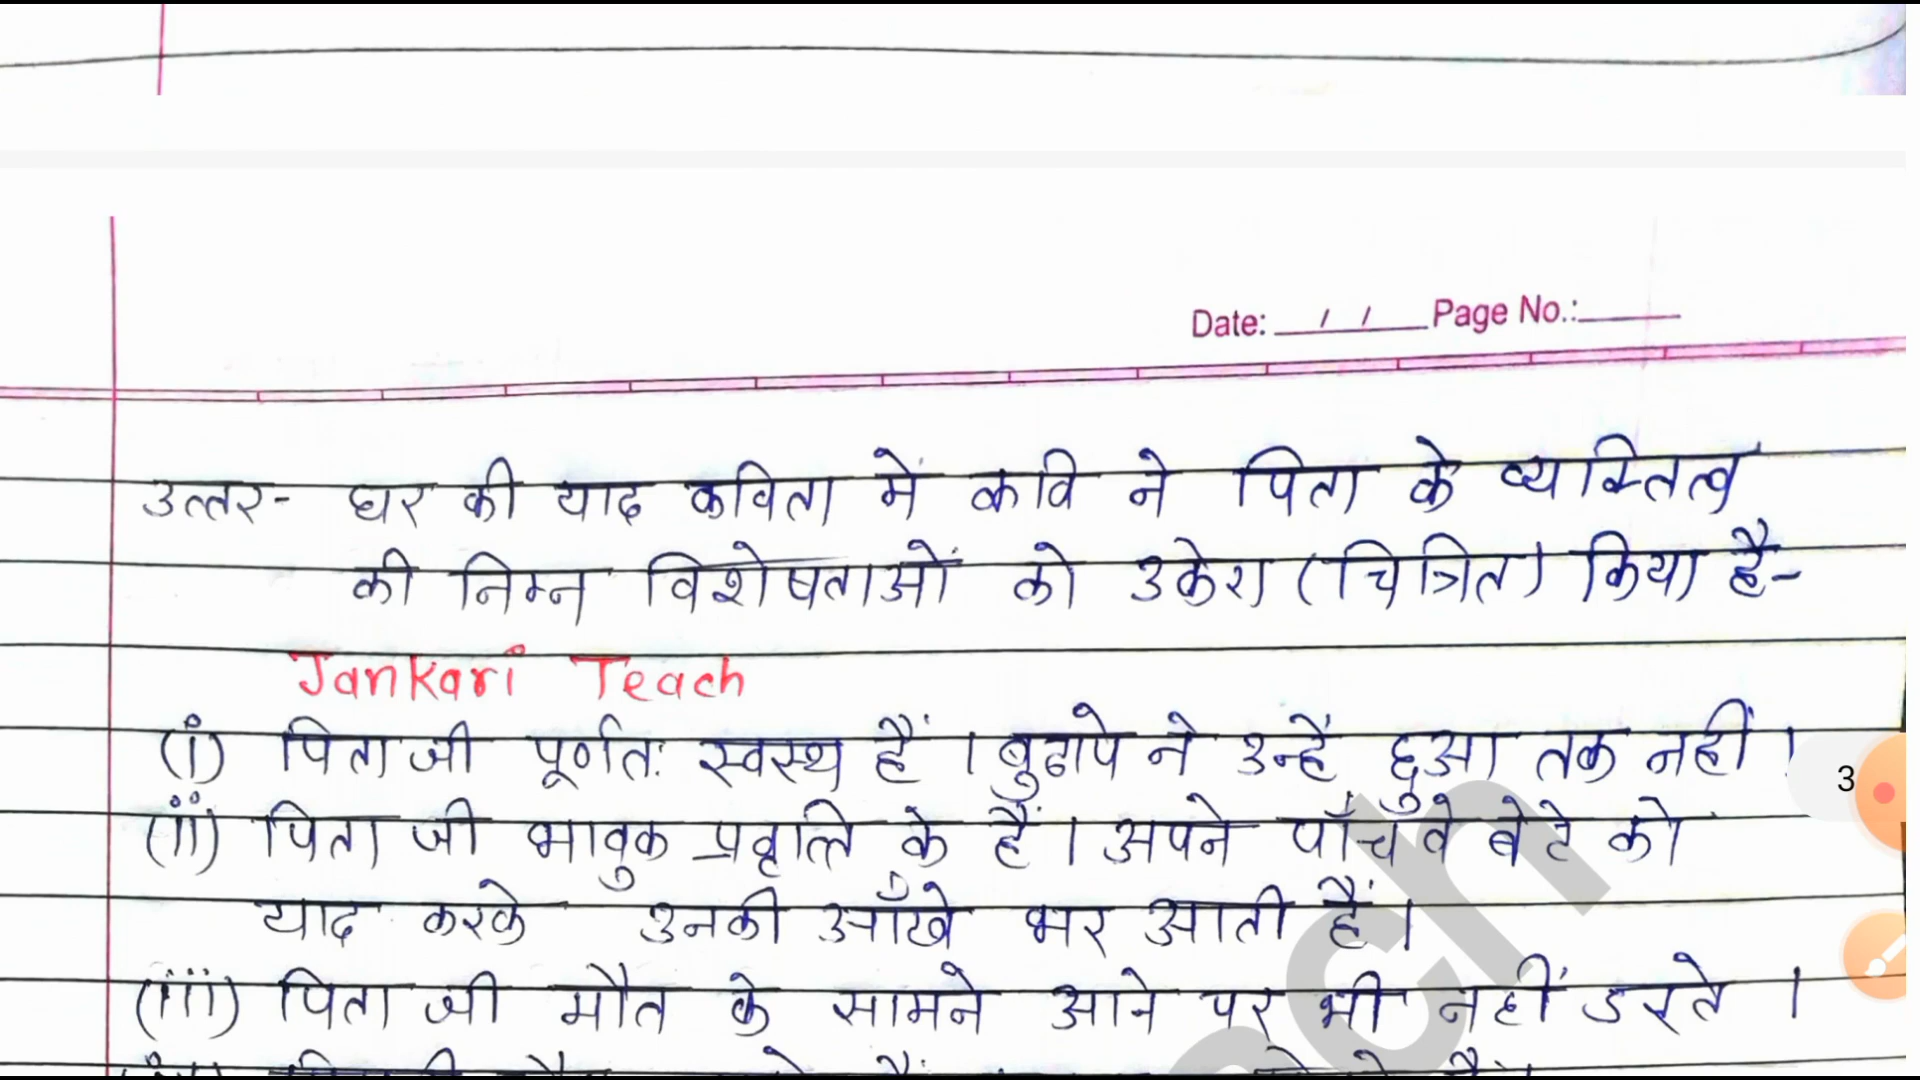 Date: / / Page No.:
उत्तर- घर की याद कविता में कवि ने पिता के व्यक्तित्व
की निम्न विशेषताओं को उकेरा (चित्रित) किया है-
Jankari Teach
(i) पिता जी पूर्णत: स्वस्थ हैं । बुढापे ने उन्हें छुआ तक नहीं ।
3
(ii) पिता जी भावुक प्रवृत्ति के हैं । अपने पाँचवे बेटे को
याद करके उनकी आँखे भर आती हैं ।
(iii) पिता जी मौत के सामने आने पर भी नहीं डरते ।